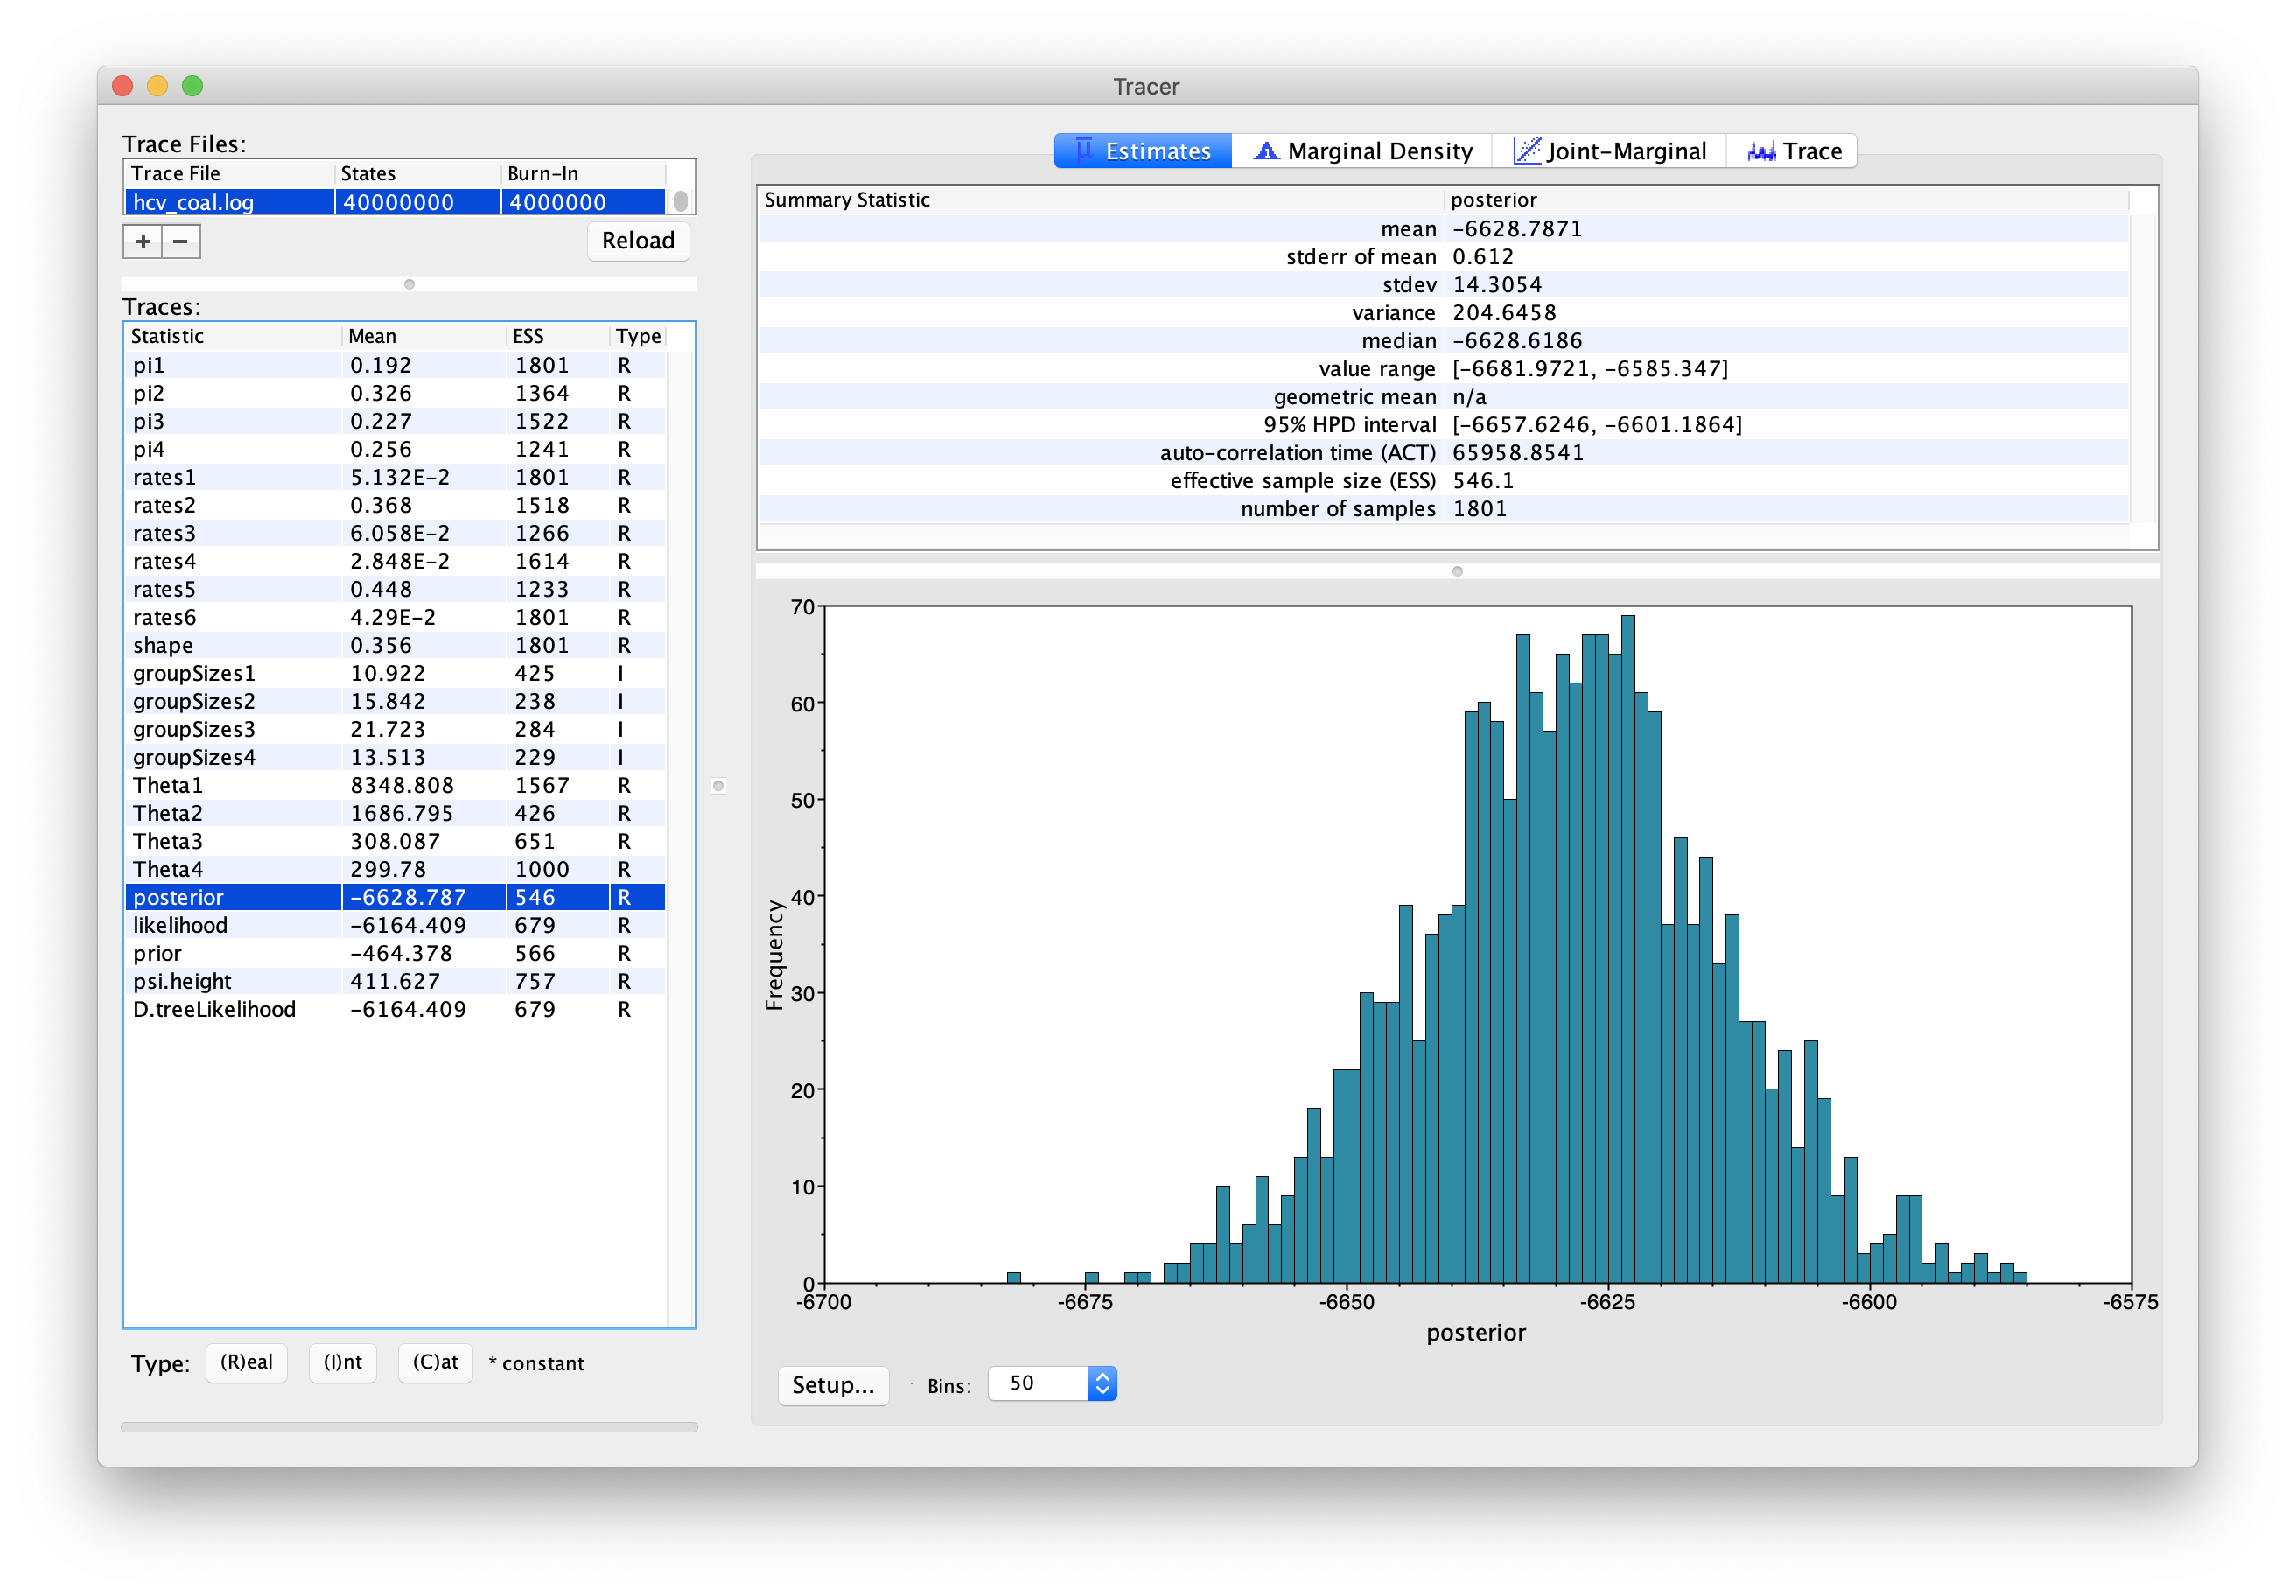 Tracer
Trace Files:
Trace File States Burn-In
hcv_coal.log 40000000 4000000
+ −
Reload
Traces:
Statistic Mean ESS Type
pi1 0.192 1801 R
pi2 0.326 1364 R
pi3 0.227 1522 R
pi4 0.256 1241 R
rates1 5.132E-2 1801 R
rates2 0.368 1518 R
rates3 6.058E-2 1266 R
rates4 2.848E-2 1614 R
rates5 0.448 1233 R
rates6 4.29E-2 1801 R
shape 0.356 1801 R
groupSizes1 10.922 425 I
groupSizes2 15.842 238 I
groupSizes3 21.723 284 I
groupSizes4 13.513 229 I
Theta1 8348.808 1567 R
Theta2 1686.795 426 R
Theta3 308.087 651 R
Theta4 299.78 1000 R
posterior -6628.787 546 R
likelihood -6164.409 679 R
prior -464.378 566 R
psi.height 411.627 757 R
D.treeLikelihood -6164.409 679 R
Type: (R)eal (I)nt (C)at * constant
μ Estimates Marginal Density Joint-Marginal Trace
Summary Statistic posterior
mean -6628.7871
stderr of mean 0.612
stdev 14.3054
variance 204.6458
median -6628.6186
value range [-6681.9721, -6585.347]
geometric mean n/a
95% HPD interval [-6657.6246, -6601.1864]
auto-correlation time (ACT) 65958.8541
effective sample size (ESS) 546.1
number of samples 1801
70
60
50
40
30
20
10
0
Frequency
-6700 -6675 -6650 -6625 -6600 -6575
posterior
Setup... Bins: 50